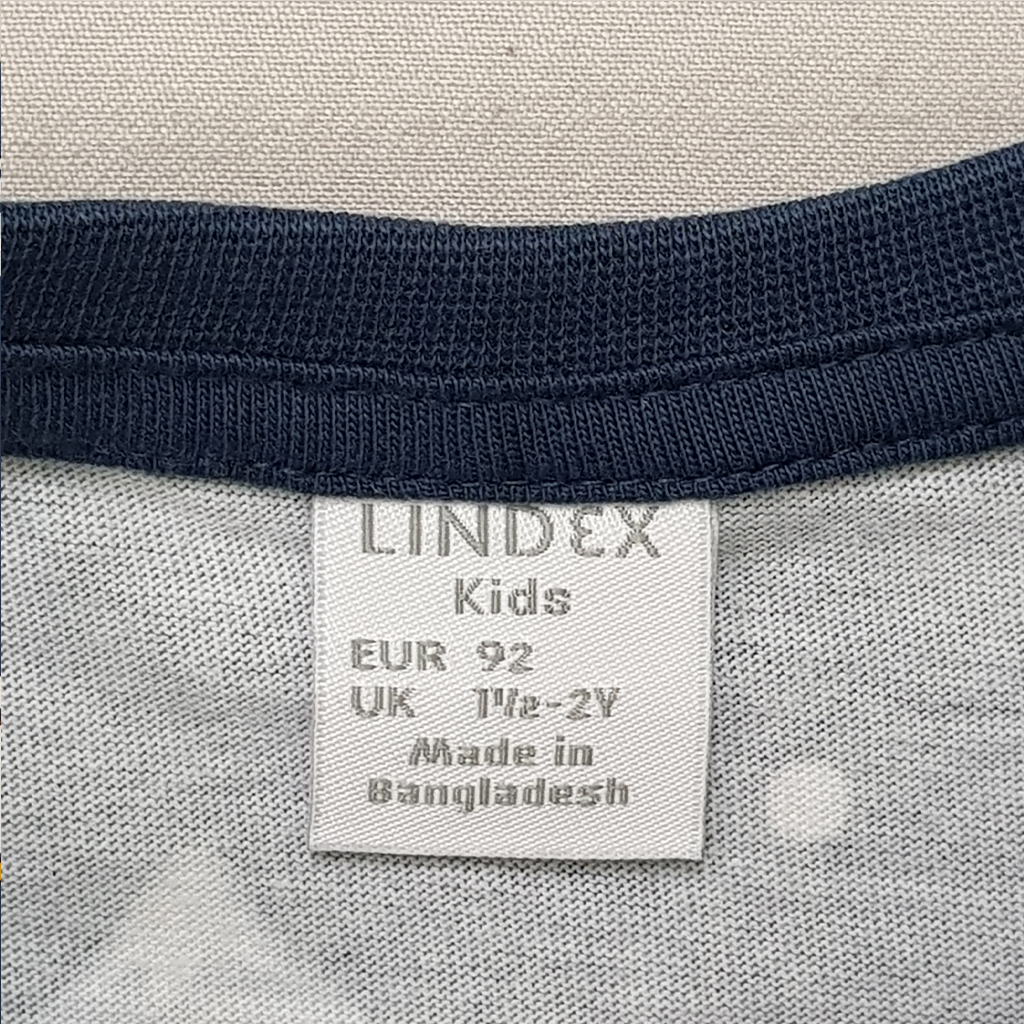 LINDEX
Kids
EUR 92
UK 1½-2Y
Made in
Bangladesh